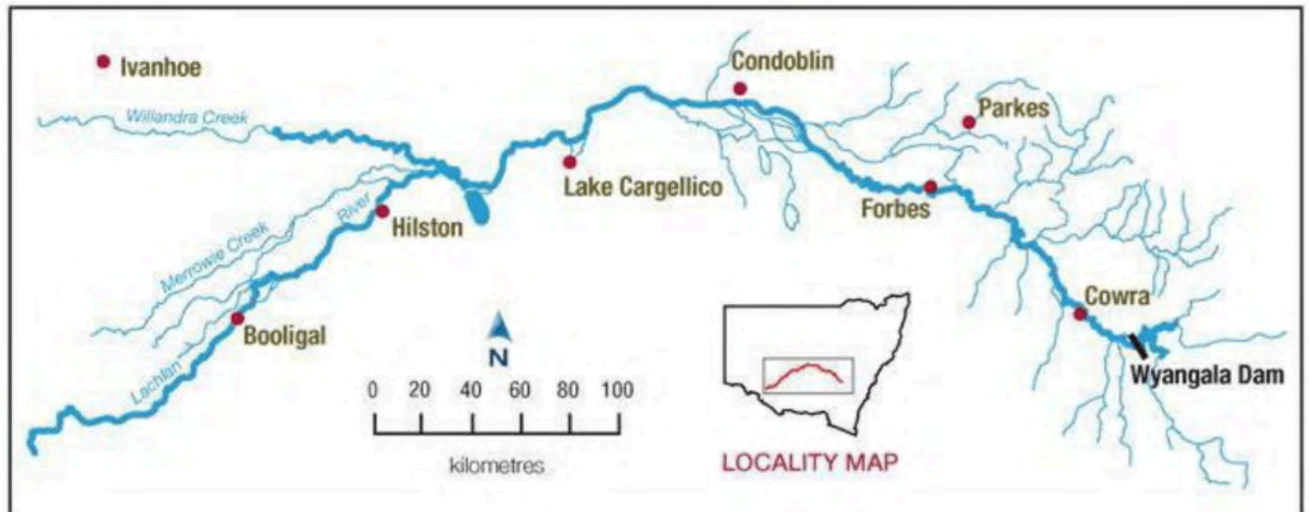 Ivanhoe
Willandra Creek
Condoblin
Parkes
Lake Cargellico
Forbes
River
Hilston
Merrowie Creek
Cowra
Booligal
N
Lachlan
Wyangala Dam
0 20 40 60 80 100
kilometres
LOCALITY MAP